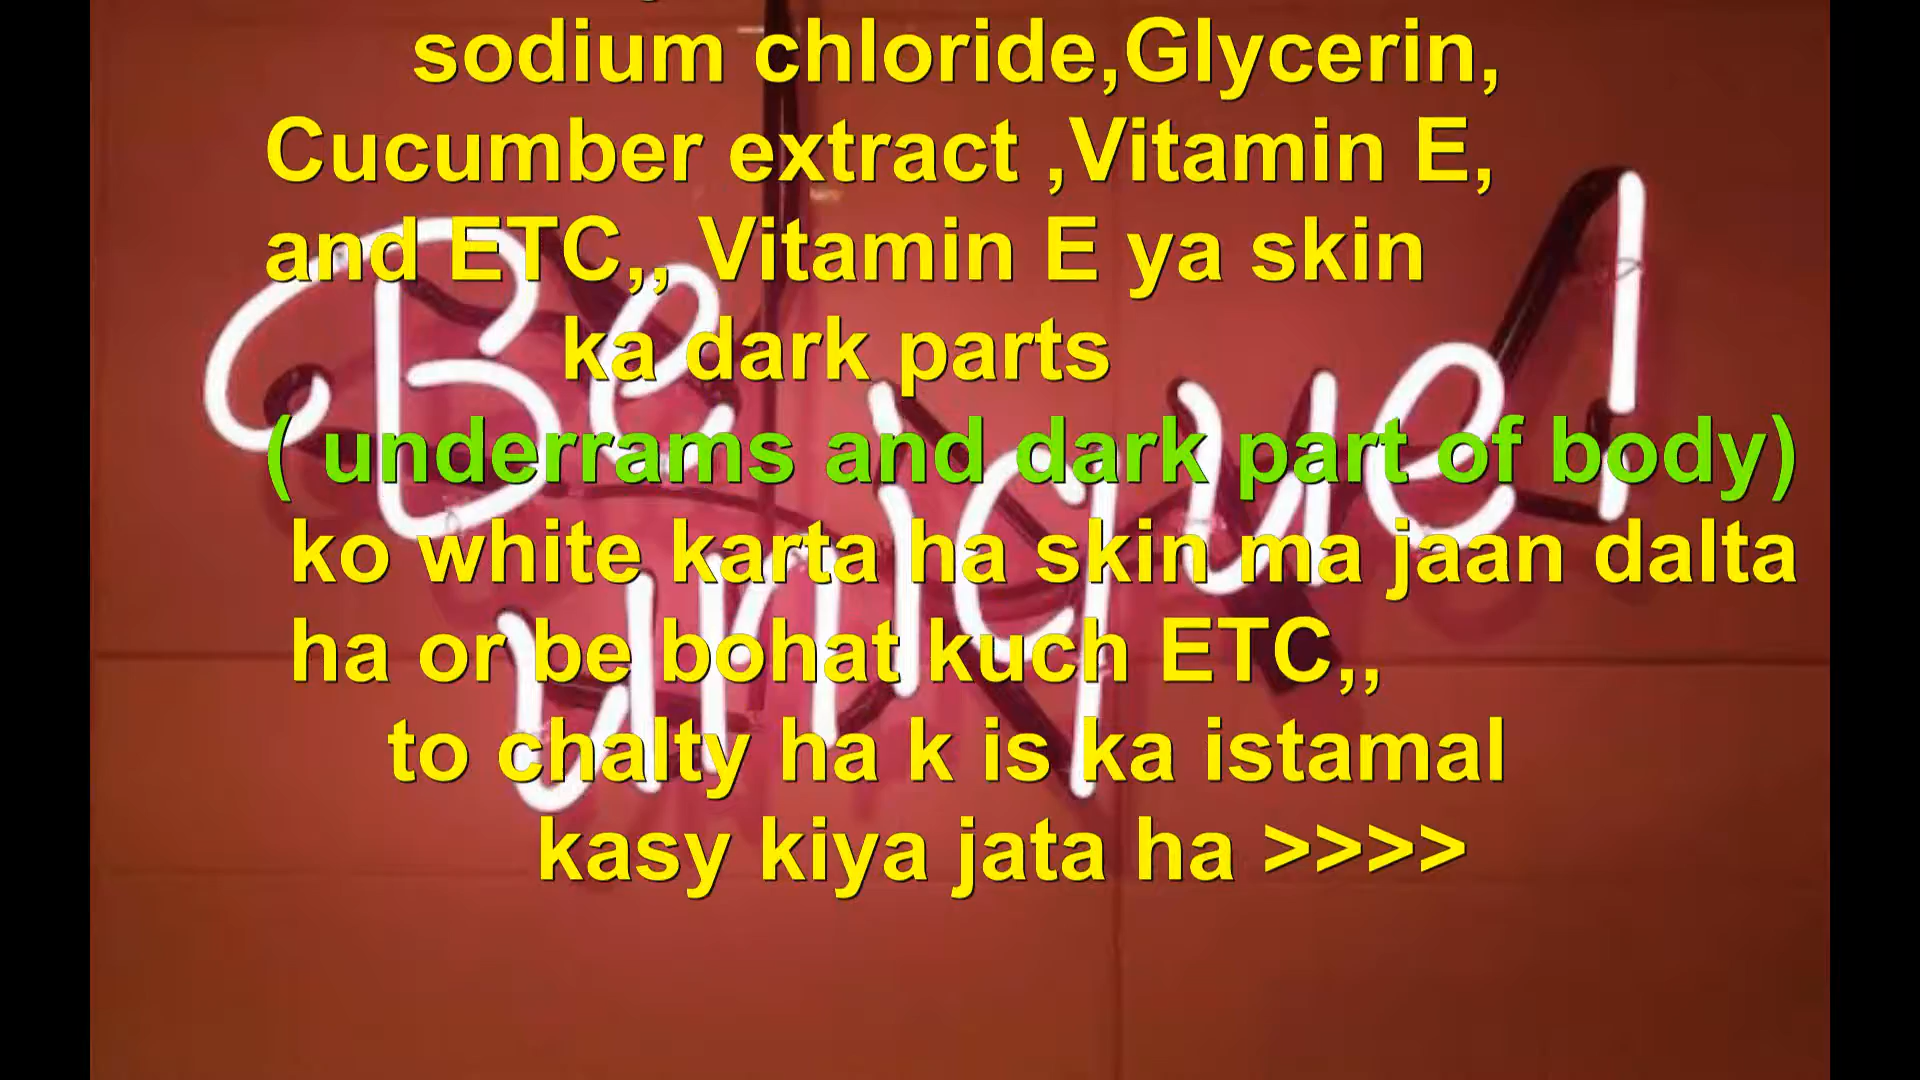 sodium chloride,Glycerin,
Cucumber extract ,Vitamin E,
and ETC,, Vitamin E ya skin
ka dark parts
( underrams and dark part of body)
ko white karta ha skin ma jaan dalta
ha or be bohat kuch ETC,,
to chalty ha k is ka istamal
kasy kiya jata ha >>>>
Be
unique!